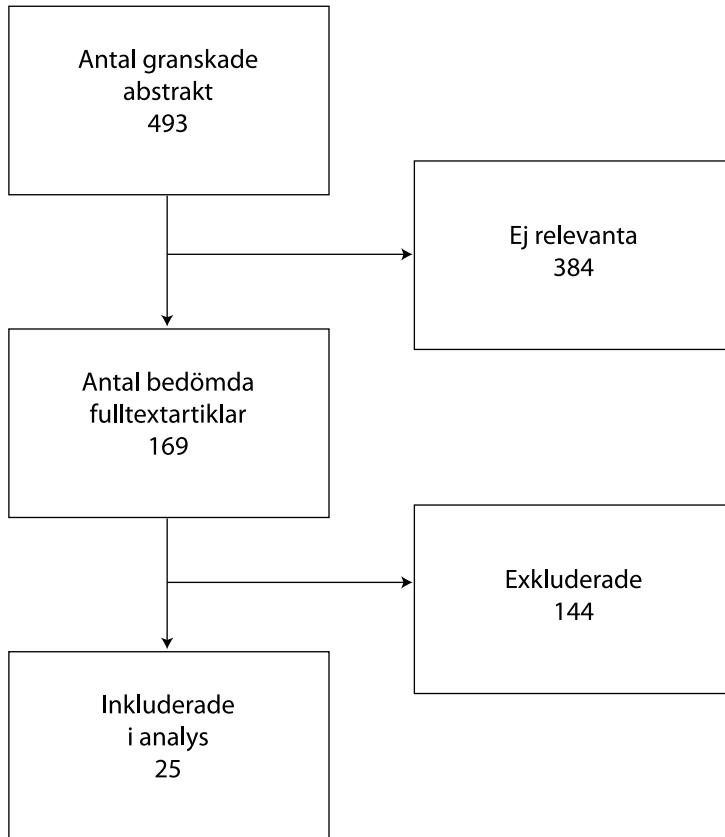 Antal granskade
abstrakt
493
Ej relevanta
384
Antal bedömda
fulltextartiklar
169
Exkluderade
144
Inkluderade
i analys
25